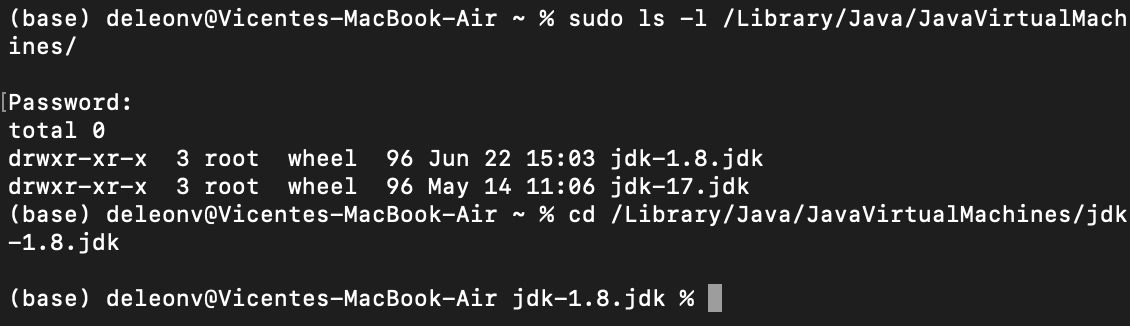 (base) deleonv@Vicentes-MacBook-Air ~ % sudo ls -l /Library/Java/JavaVirtualMach
ines/
[Password:
total 0
drwxr-xr-x  3 root  wheel  96 Jun 22 15:03 jdk-1.8.jdk
drwxr-xr-x  3 root  wheel  96 May 14 11:06 jdk-17.jdk
(base) deleonv@Vicentes-MacBook-Air ~ % cd /Library/Java/JavaVirtualMachines/jdk
-1.8.jdk
(base) deleonv@Vicentes-MacBook-Air jdk-1.8.jdk %